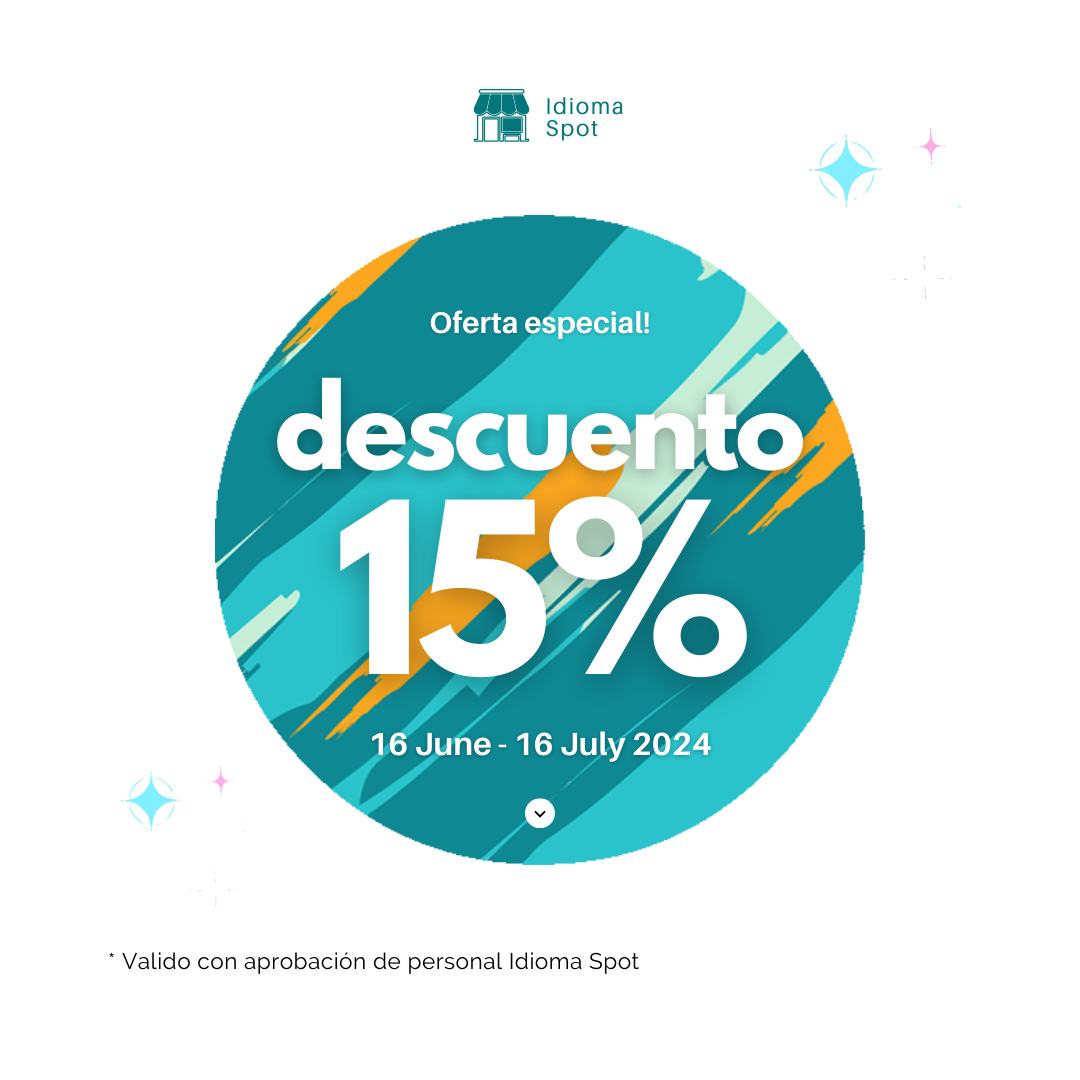 Idioma
Spot
Oferta especial!
descuento
15%
16 June - 16 July 2024
* Valido con aprobación de personal Idioma Spot